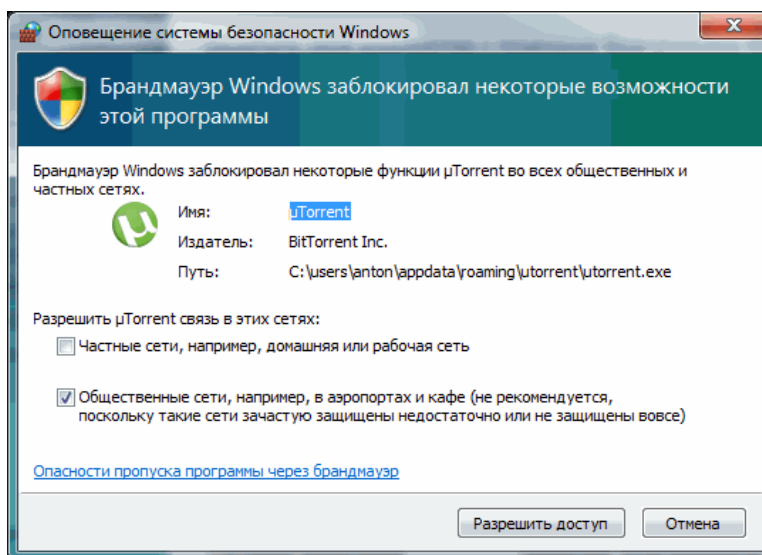 Оповещение системы безопасности Windows
Брандмауэр Windows заблокировал некоторые возможности
этой программы
Брандмауэр Windows заблокировал некоторые функции µTorrent во всех общественных и
частных сетях.
Имя: µTorrent
Издатель: BitTorrent Inc.
Путь: C:\users\anton\appdata\roaming\utorrent\utorrent.exe
Разрешить µTorrent связь в этих сетях:
Частные сети, например, домашняя или рабочая сеть
Общественные сети, например, в аэропортах и кафе (не рекомендуется,
поскольку такие сети зачастую защищены недостаточно или не защищены вовсе)
Опасности пропуска программы через брандмауэр
Разрешить доступ Отмена